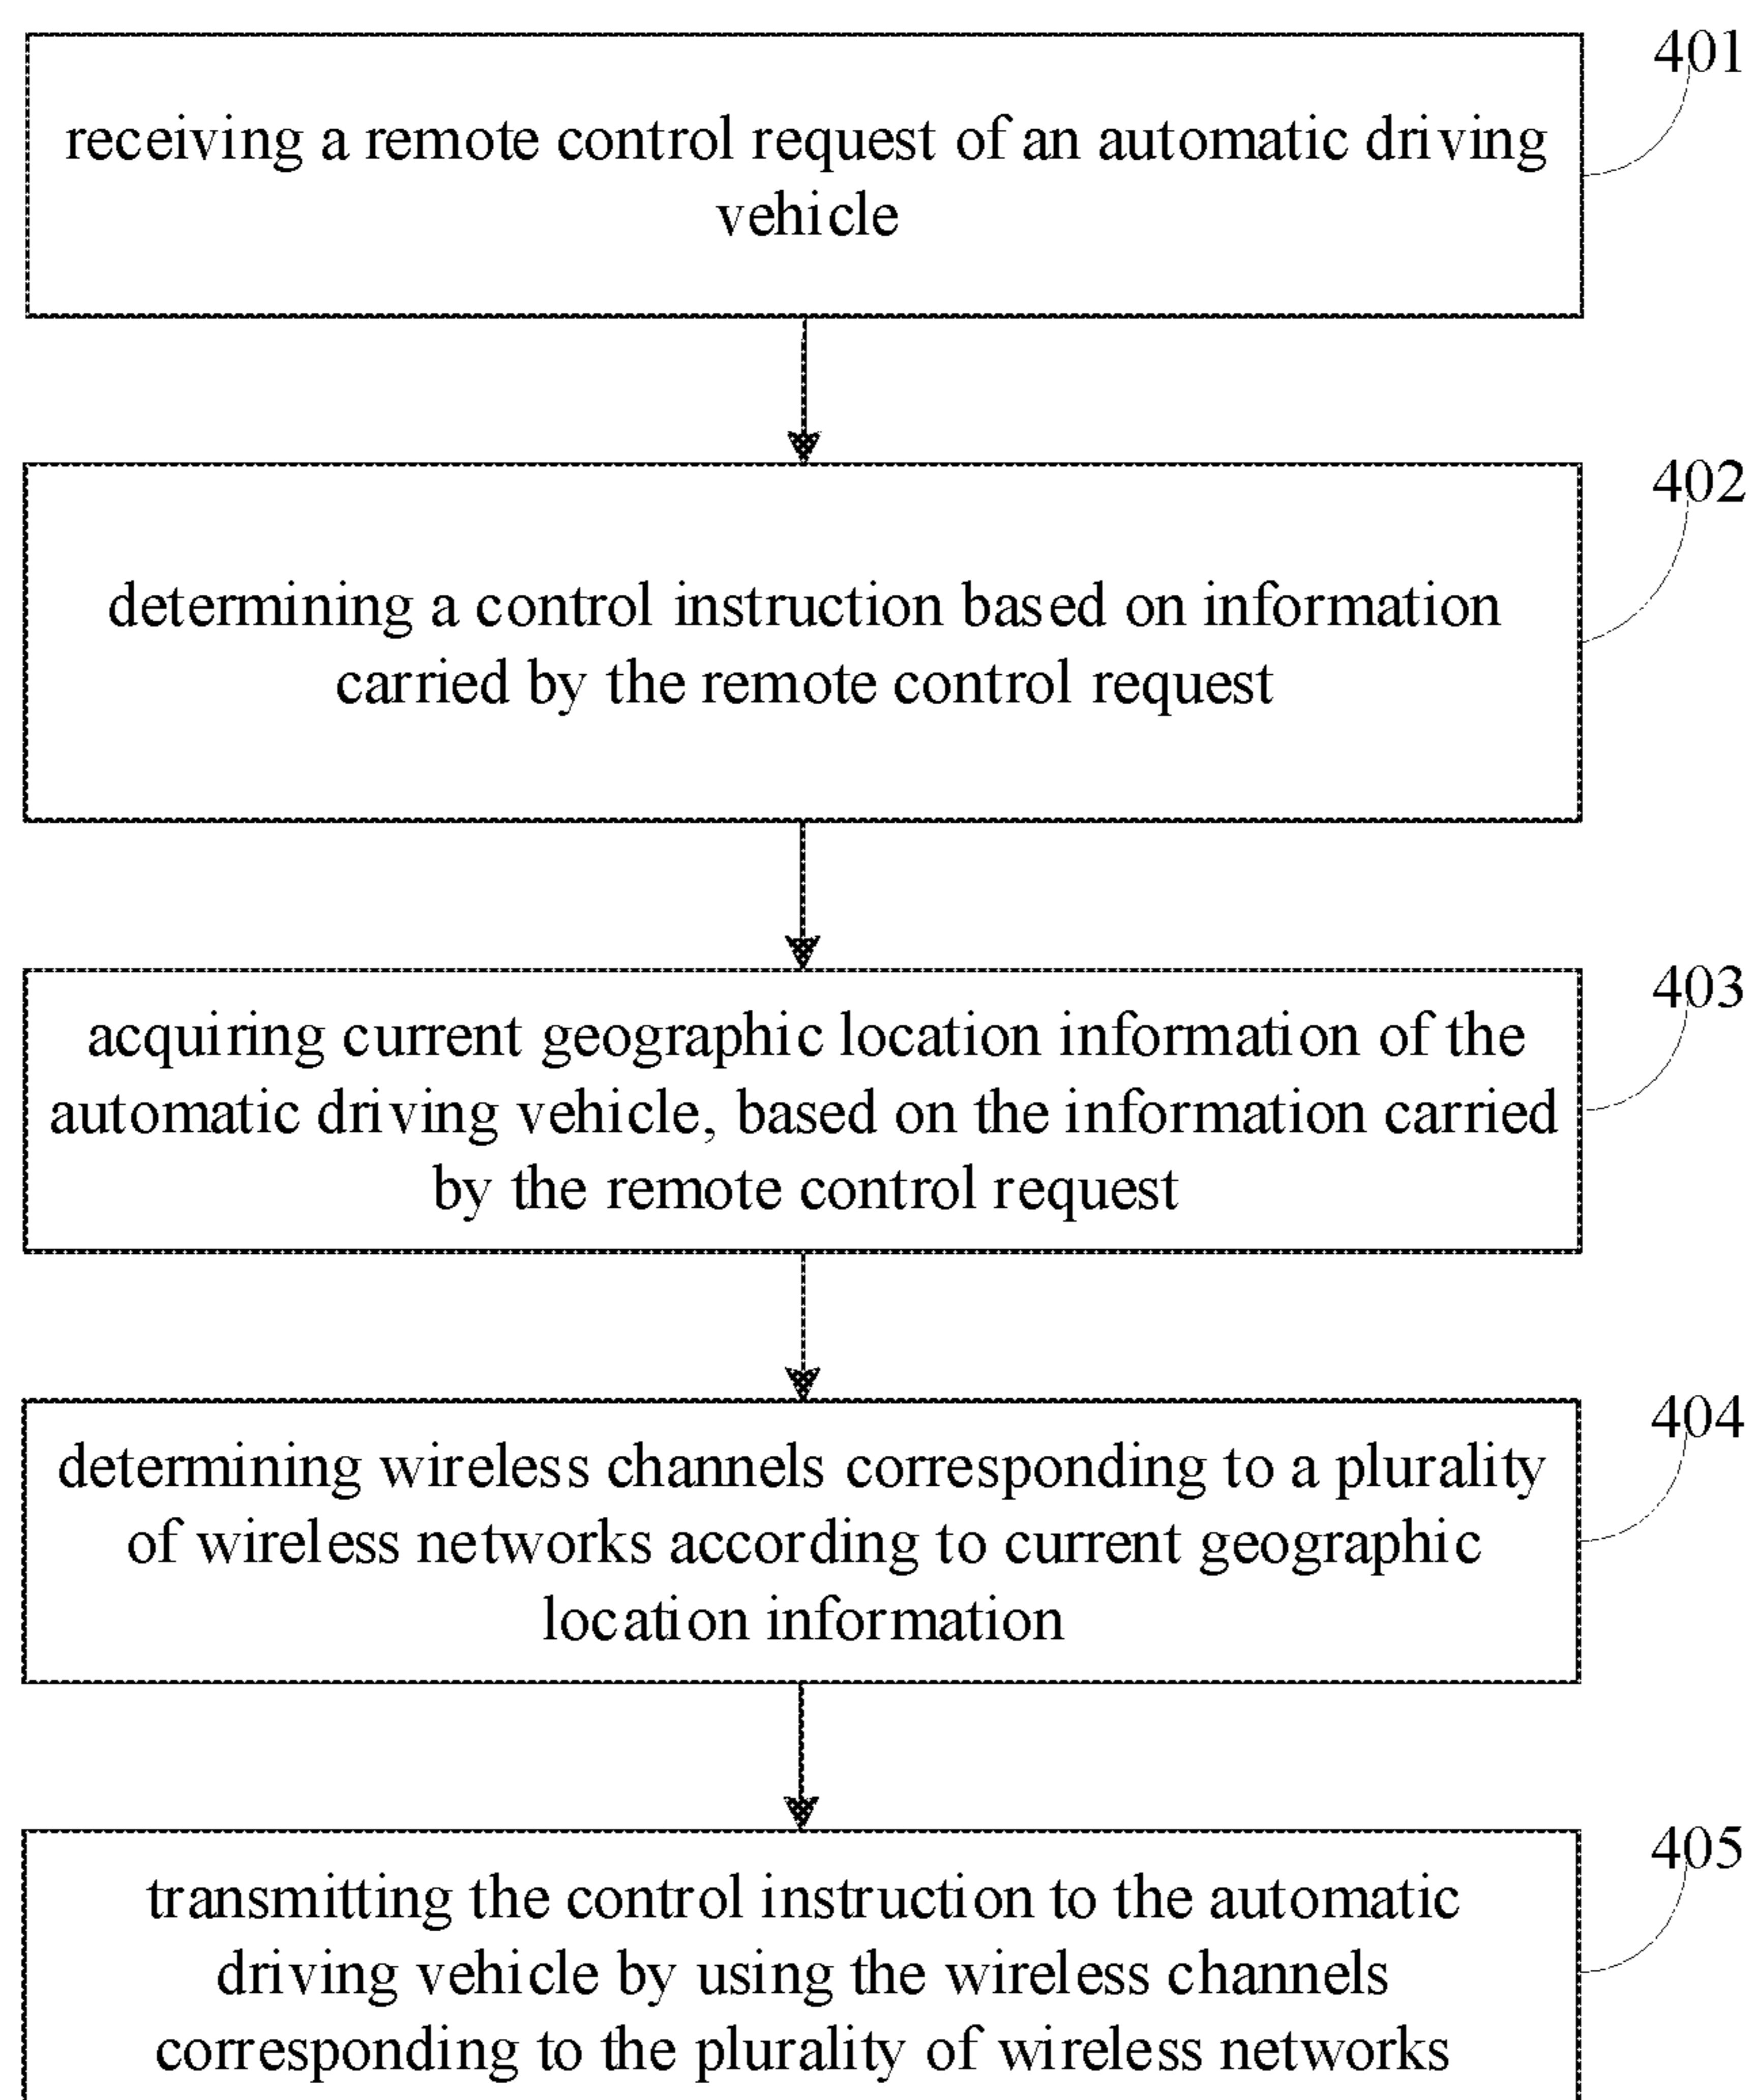 401
receiving a remote control request of an automatic driving
vehicle
402
determining a control instruction based on information
carried by the remote control request
403
acquiring current geographic location information of the
automatic driving vehicle, based on the information carried
by the remote control request
404
determining wireless channels corresponding to a plurality
of wireless networks according to current geographic
location information
405
transmitting the control instruction to the automatic
driving vehicle by using the wireless channels
corresponding to the plurality of wireless networks